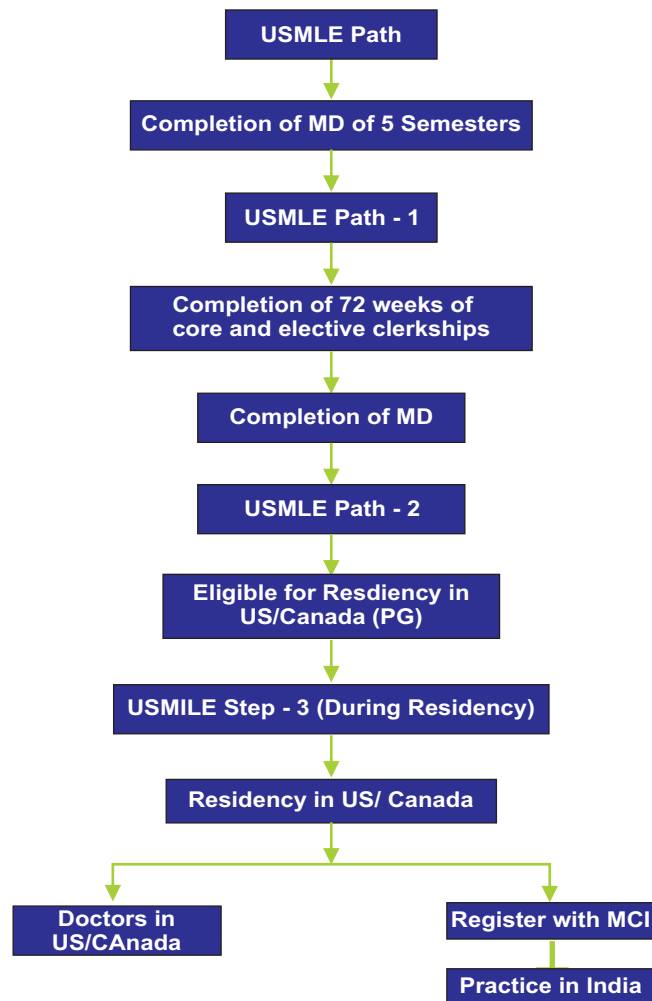 USMLE Path
Completion of MD of 5 Semesters
USMLE Path - 1
Completion of 72 weeks of
core and elective clerkships
Completion of MD
USMLE Path - 2
Eligible for Resdiency in
US/Canada (PG)
USMILE Step - 3 (During Residency)
Residency in US/ Canada
Doctors in
US/CAnada
Register with MCI
Practice in India